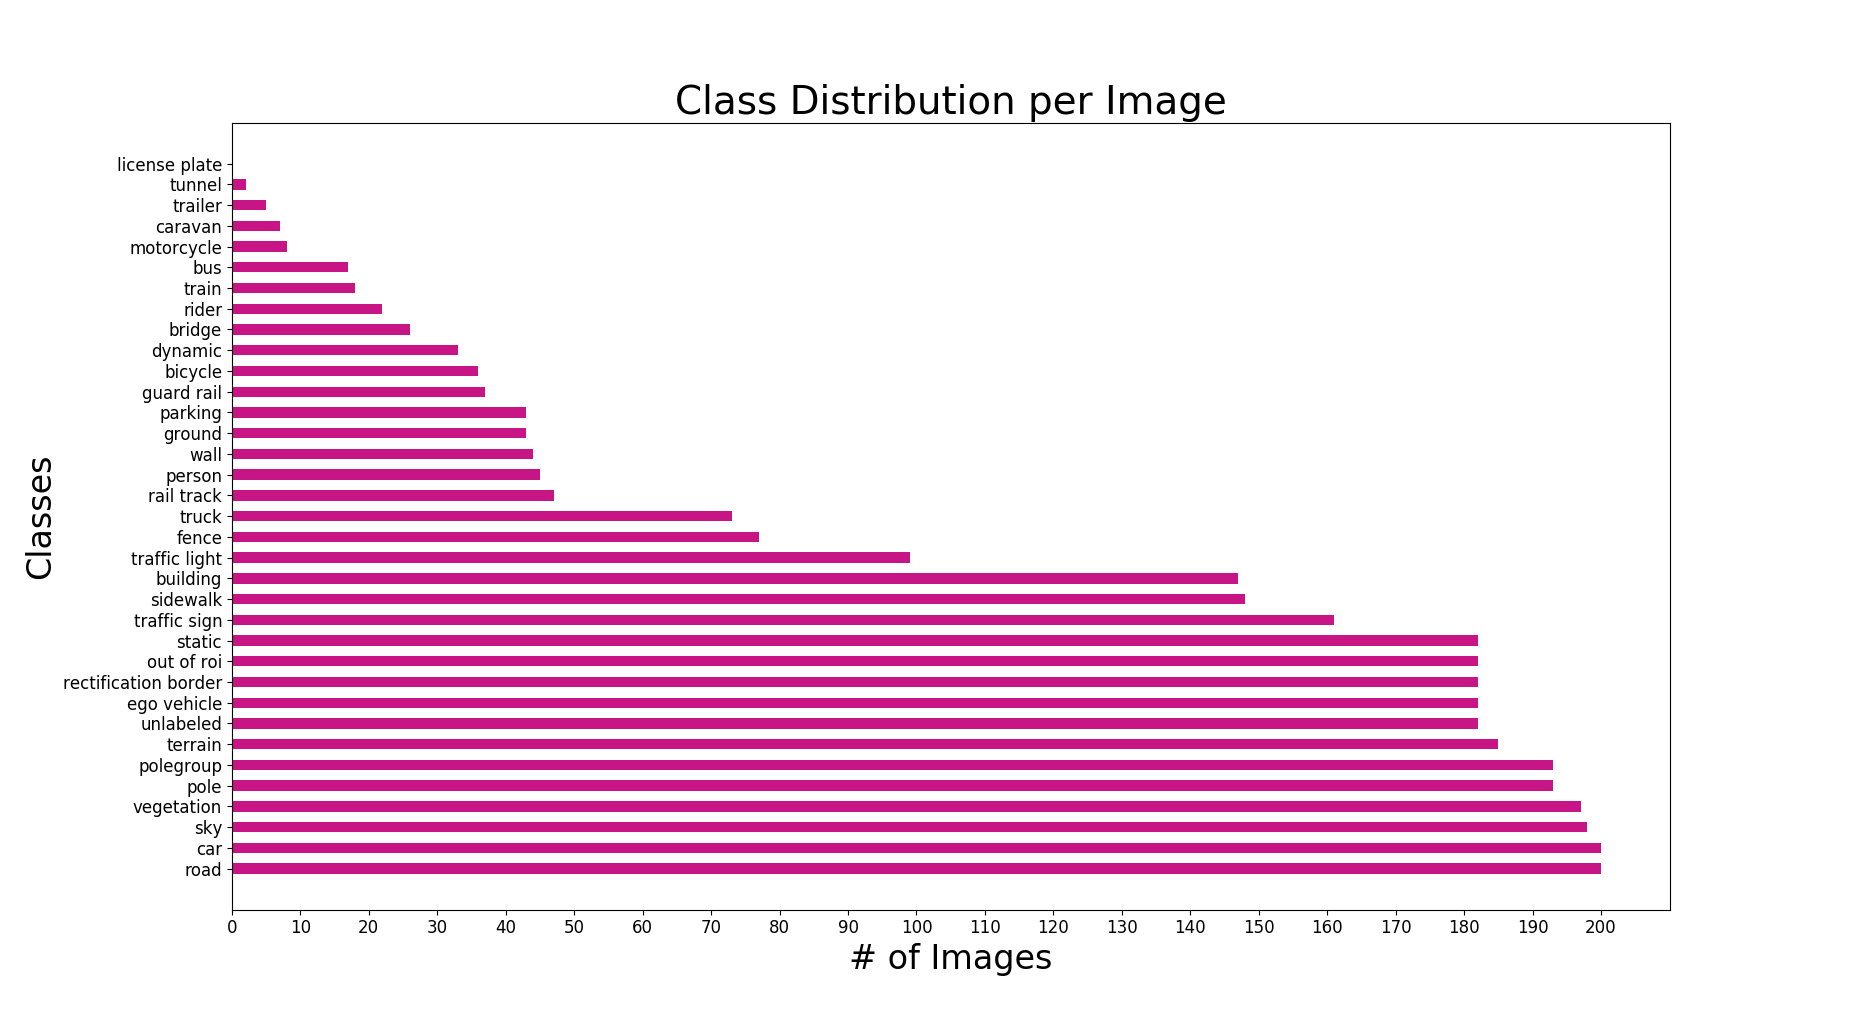 Class Distribution per Image
license plate
tunnel
trailer
caravan
motorcycle
bus
train
rider
bridge
dynamic
bicycle
guard rail
parking
ground
wall
person
rail track
truck
fence
traffic light
building
sidewalk
traffic sign
static
out of roi
rectification border
ego vehicle
unlabeled
terrain
polegroup
pole
vegetation
sky
car
road
Classes
0 10 20 30 40 50 60 70 80 90 100 110 120 130 140 150 160 170 180 190 200
# of Images